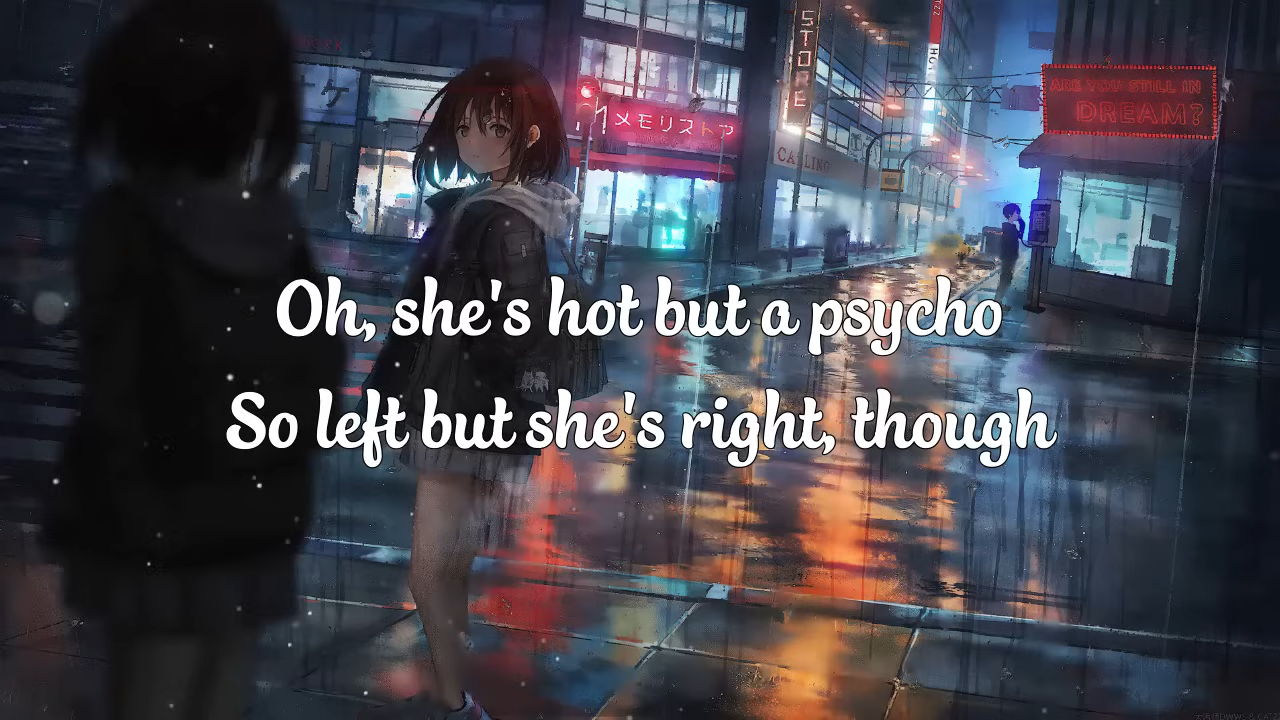 STORE
メモリストア
CALLING
ARE YOU STILL IN
DREAM?
Oh, she's hot but a psycho
So left but she's right, though